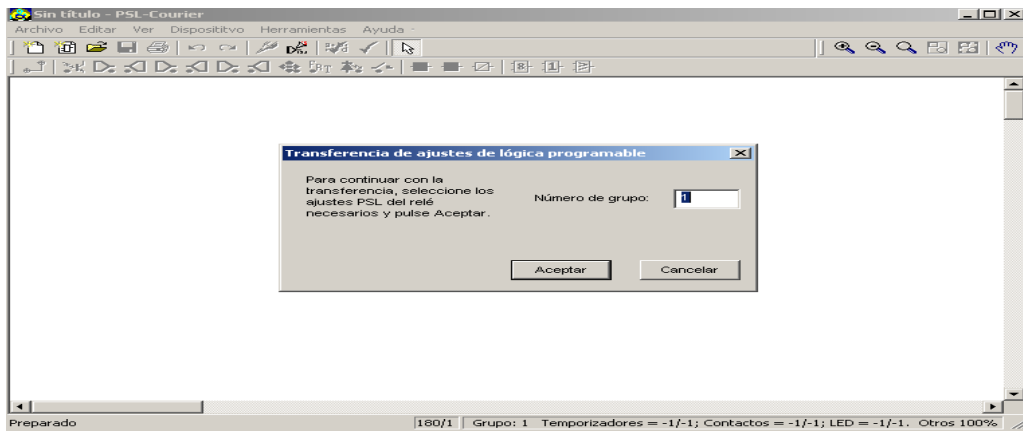 Sin título - PSL-Courier
Archivo Editar Ver Disposititvo Herramientas Ayuda
Transferencia de ajustes de lógica programable
Para continuar con la
transferencia, seleccione los
ajustes PSL del relé
necesarios y pulse Aceptar.
Número de grupo: 1
Aceptar Cancelar
Preparado 180/1 Grupo: 1 Temporizadores = -1/-1; Contactos = -1/-1; LED = -1/-1. Otros 100%